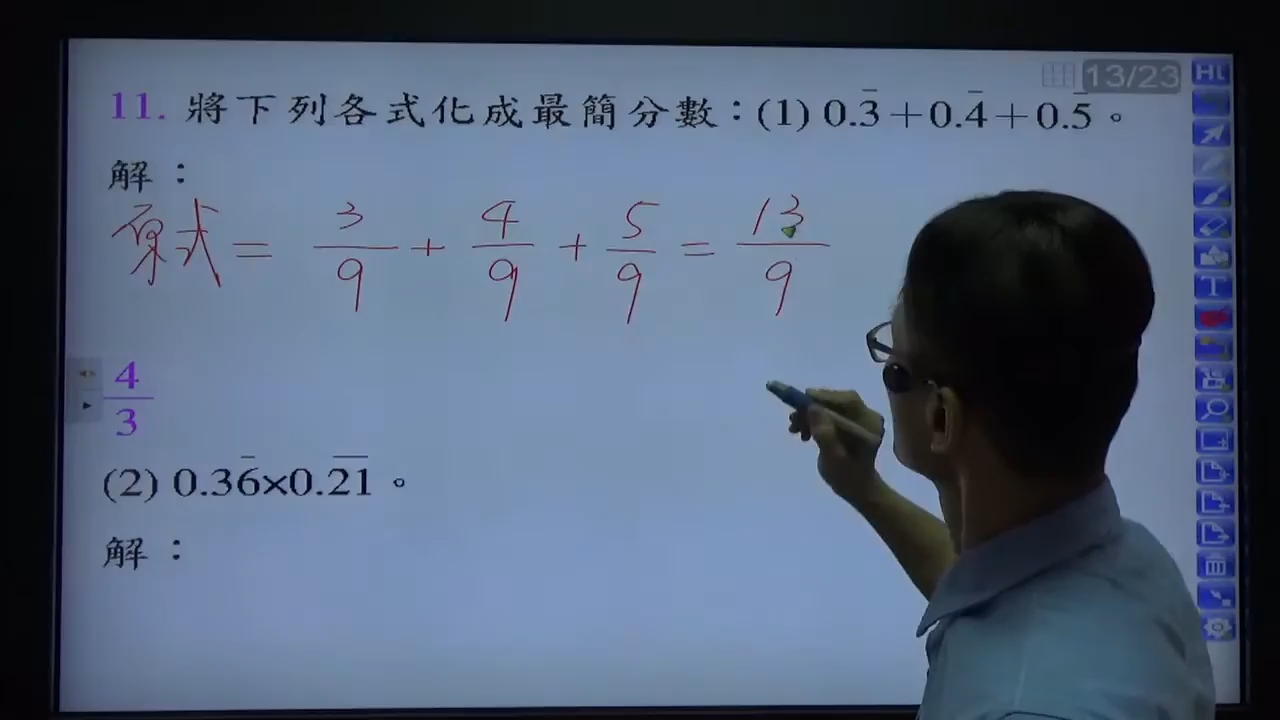 13/23
HL
11. 將下列各式化成最簡分數：(1) 0.3̄＋0.4̄＋0.5̄。
解：
原式 = 3/9 + 4/9 + 5/9 = 13/9
4/3
(2) 0.36̄×0.2̄1̄。
解：
T